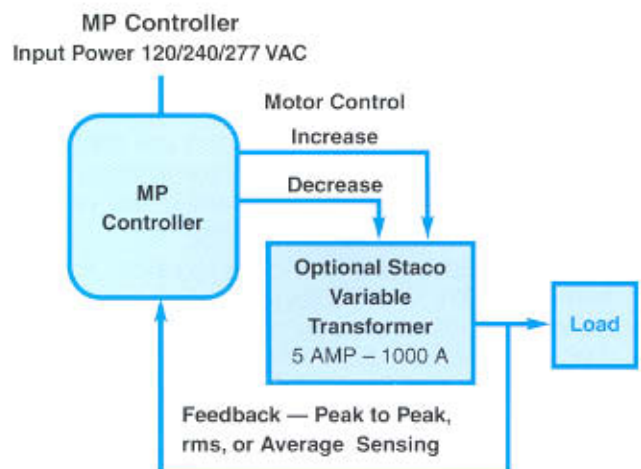 MP Controller
Input Power 120/240/277 VAC
Motor Control
Increase
Decrease
MP
Controller
Optional Staco
Variable
Transformer
5 AMP – 1000 A
Load
Feedback — Peak to Peak,
rms, or Average Sensing